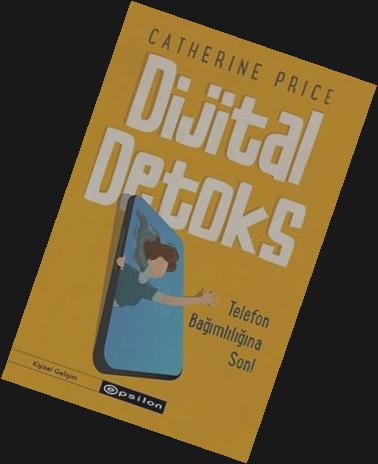 CATHERINE PRICE
Dijital
Detoks
Telefon
Bağımlılığına
Son!
Kişisel Gelişim
epsilon